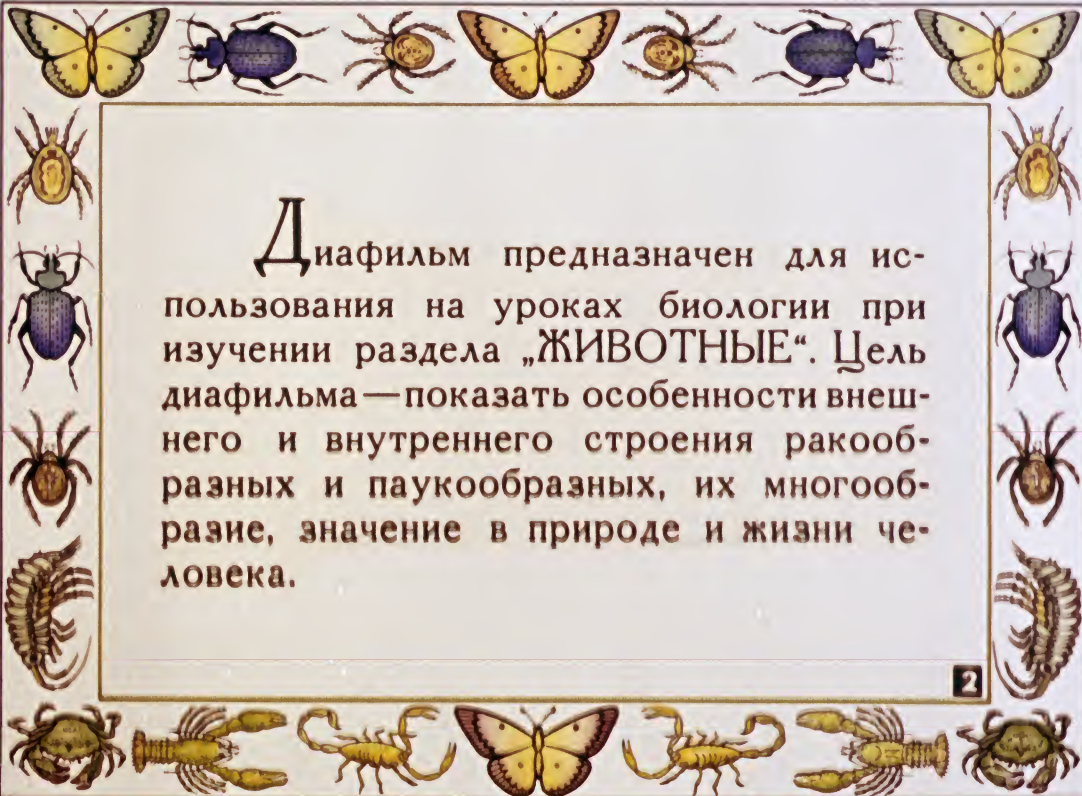 Диафильм предназначен для ис-
пользования на уроках биологии при
изучении раздела „ЖИВОТНЫЕ“. Цель
диафильма—показать особенности внеш-
него и внутреннего строения ракооб-
разных и паукообразных, их многооб-
разие, значение в природе и жизни че-
ловека.
2